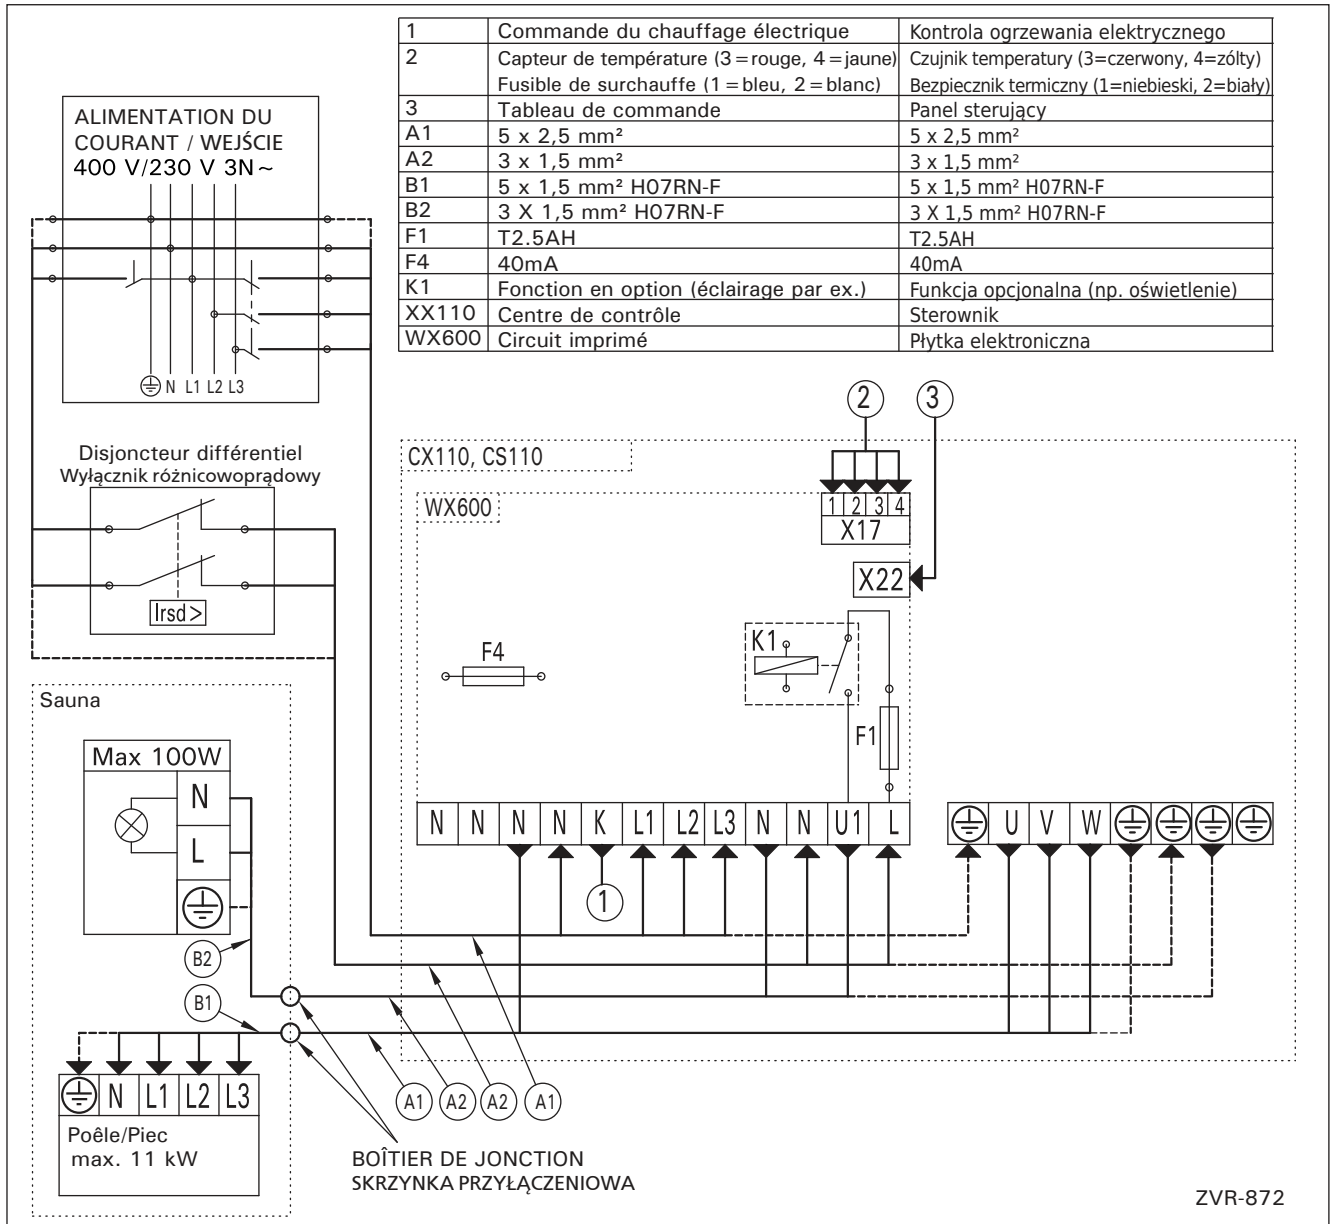 1 Commande du chauffage électrique Kontrola ogrzewania elektrycznego
2 Capteur de température (3=rouge, 4=jaune) Czujnik temperatury (3=czerwony, 4=zólty)
Fusible de surchauffe (1=bleu, 2=blanc) Bezpiecznik termiczny (1=niebieski, 2=biały)
3 Tableau de commande Panel sterujący
A1 5 x 2,5 mm² 5 x 2,5 mm²
A2 3 x 1,5 mm² 3 x 1,5 mm²
B1 5 x 1,5 mm² H07RN-F 5 x 1,5 mm² H07RN-F
B2 3 X 1,5 mm² H07RN-F 3 X 1,5 mm² H07RN-F
F1 T2.5AH T2.5AH
F4 40mA 40mA
K1 Fonction en option (éclairage par ex.) Funkcja opcjonalna (np. oświetlenie)
XX110 Centre de contrôle Sterownik
WX600 Circuit imprimé Płytka elektroniczna
ALIMENTATION DU
COURANT / WEJŚCIE
400 V/230 V 3N~
N L1 L2 L3
Disjoncteur différentiel
Wyłącznik różnicowoprądowy
Irsd>
2 3
CX110, CS110
WX600
1 2 3 4
X17
X22
K1
F4
F1
N N N N K L1 L2 L3 N N U1 L
U V W
1
Sauna
Max 100W
N
L
B2
B1
N L1 L2 L3
Poêle/Piec
max. 11 kW
A1 A2 A2 A1
BOÎTIER DE JONCTION
SKRZYNKA PRZYŁĄCZENIOWA
ZVR-872